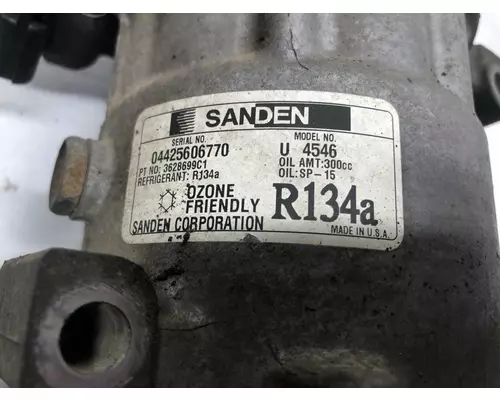 SANDEN
SERIAL NO. MODEL NO.
04425606770 U 4546
PT NO: 3628699C1 OIL AMT:300cc
REFRIGERANT: R134a OIL:SP-15
OZONE
FRIENDLY R134a
SANDEN CORPORATION MADE IN U.S.A.